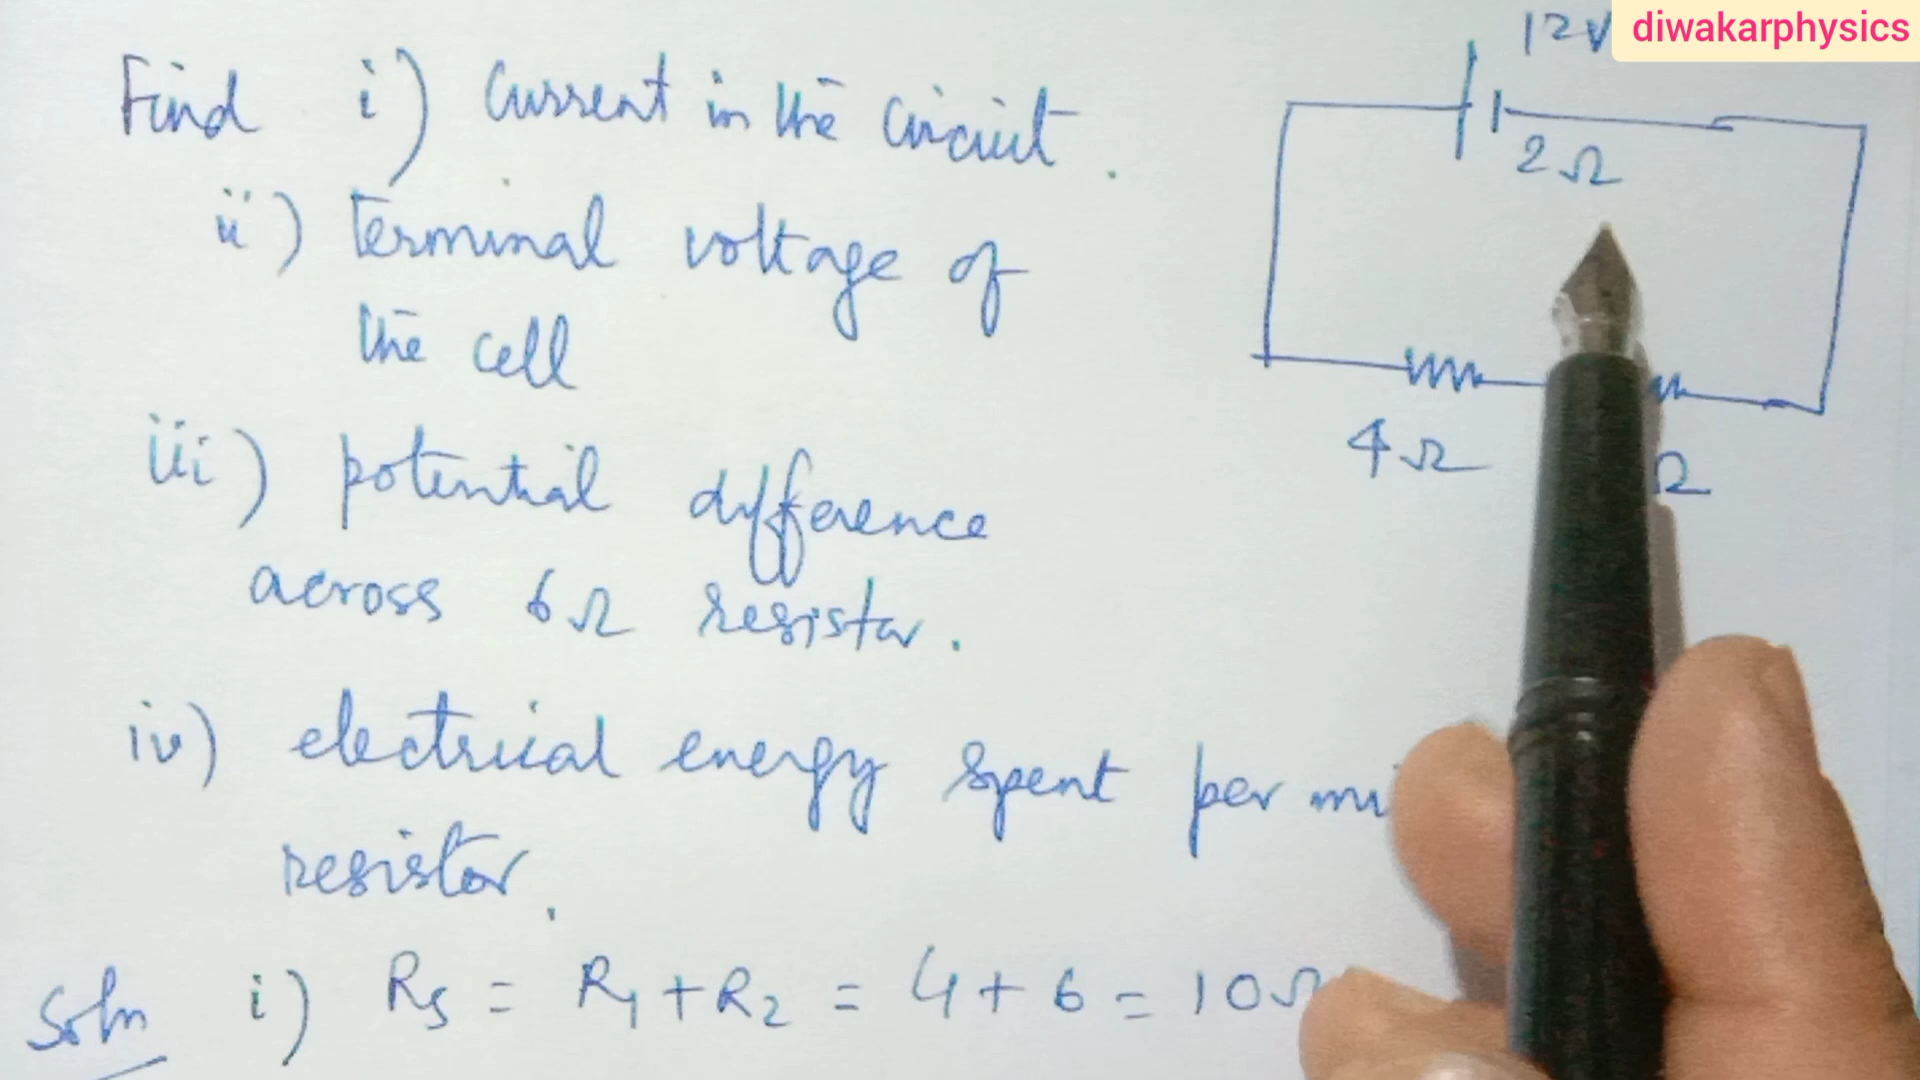 diwakarphysics
12V
Find i) Current in the circuit.
2Ω
ii) terminal voltage of
the cell
4Ω Ω
iii) potential difference
across 6Ω resistor.
iv) electrical energy spent per
resistor.
Soln i) Rs = R1 + R2 = 4 + 6 = 10Ω